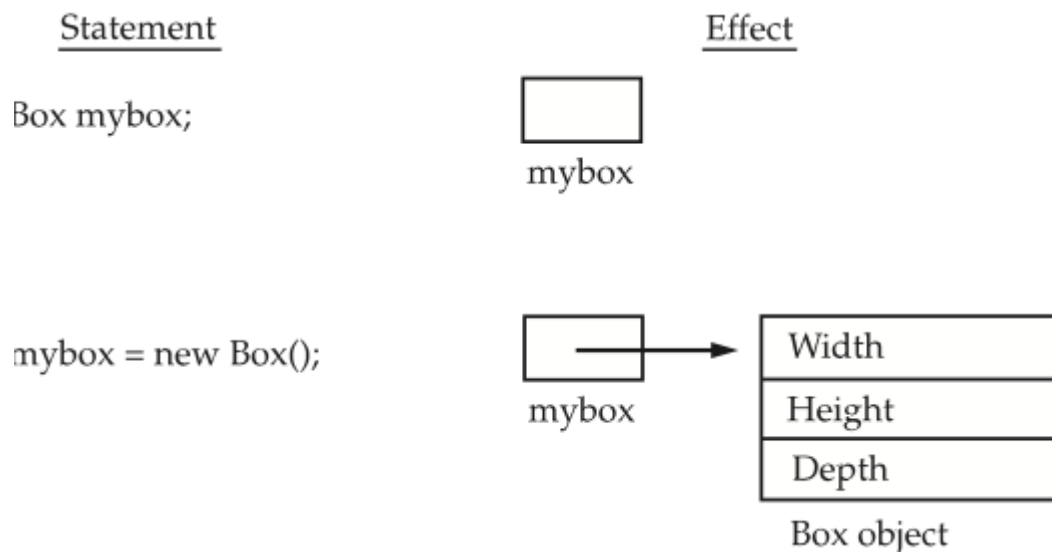 Statement
Effect
Box mybox;
mybox
mybox = new Box();
mybox
Width
Height
Depth
Box object